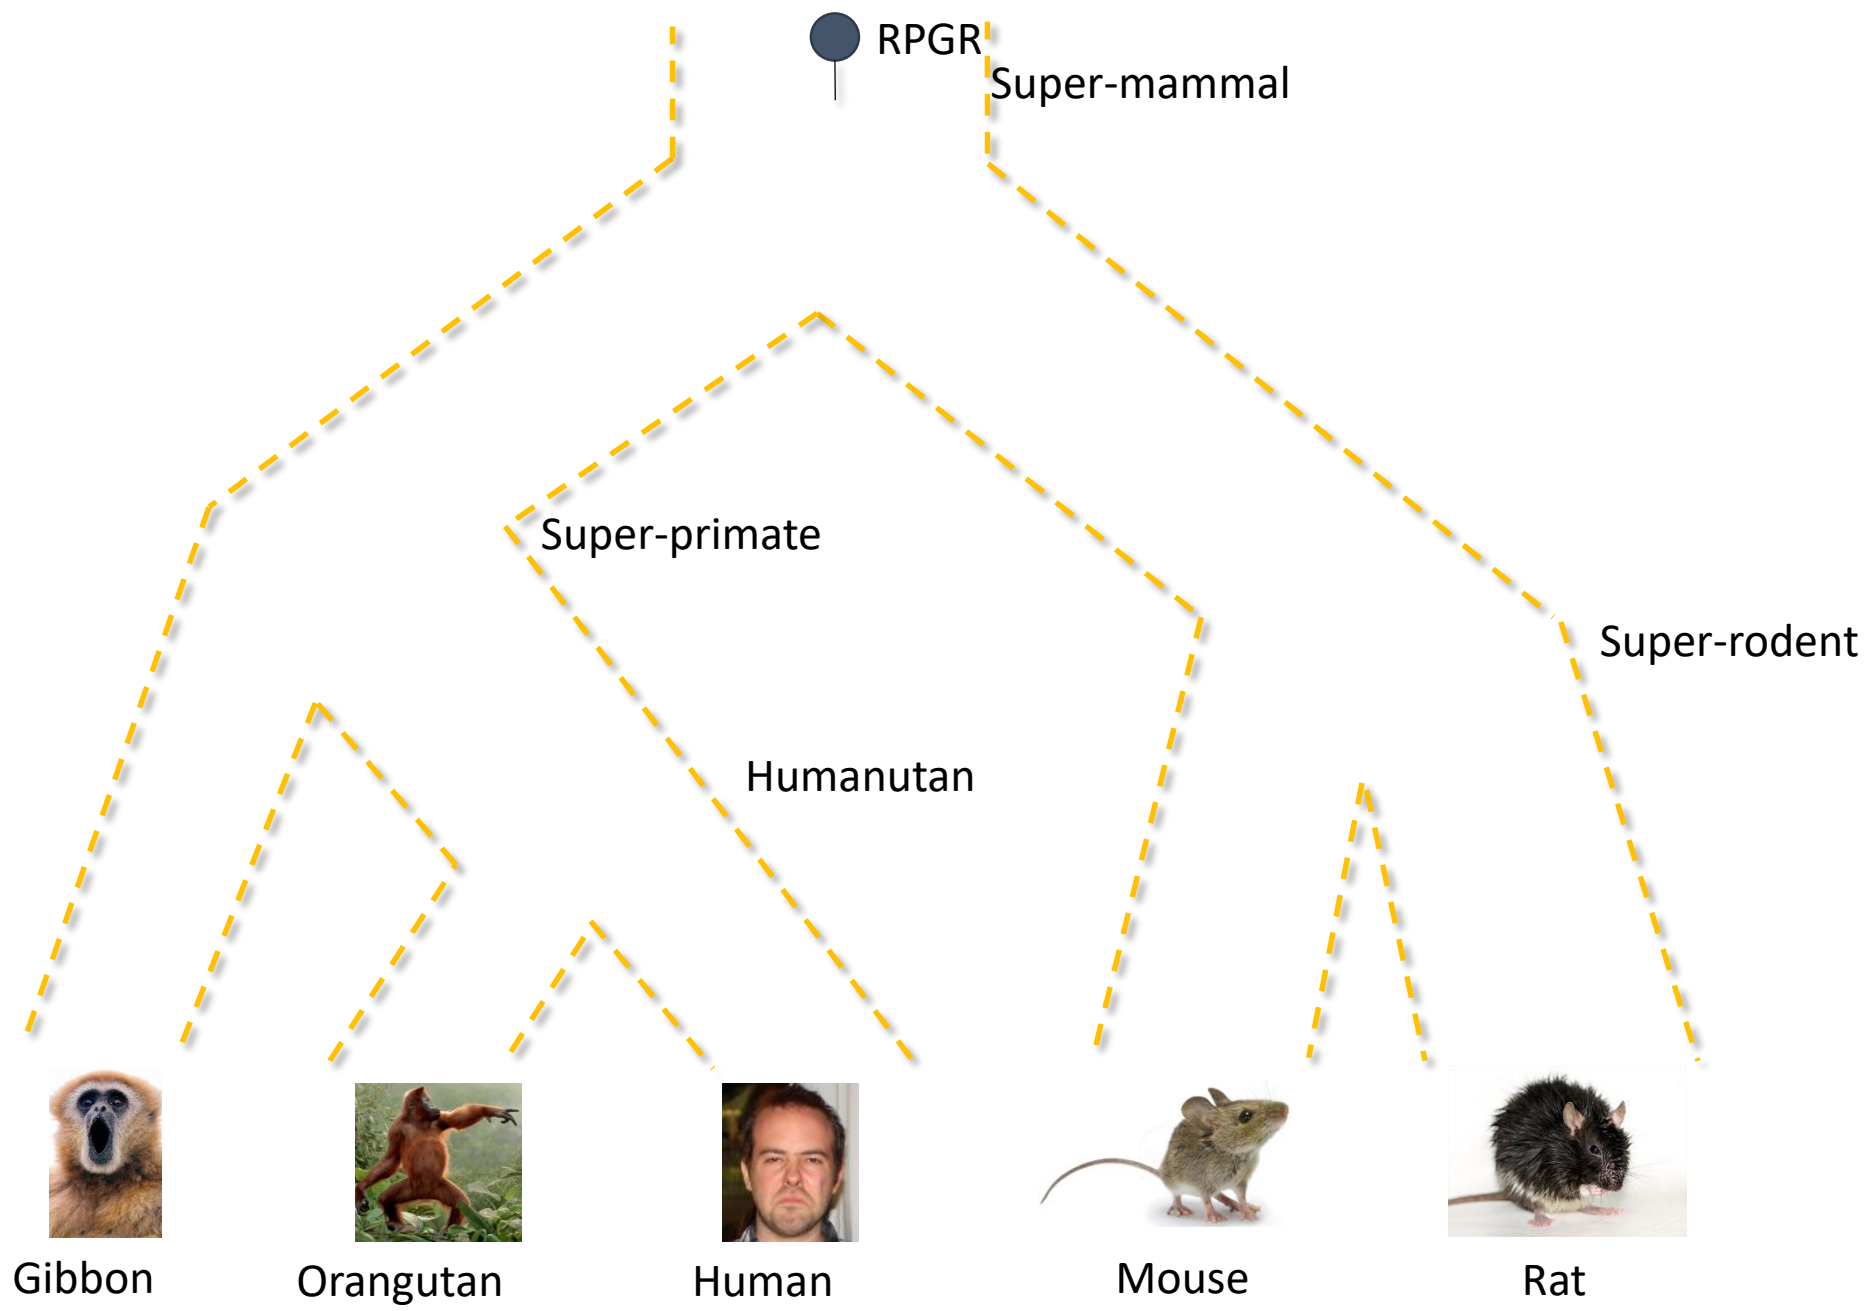 RPGR
Super-mammal
Super-primate
Super-rodent
Humanutan
Gibbon
Orangutan
Human
Mouse
Rat